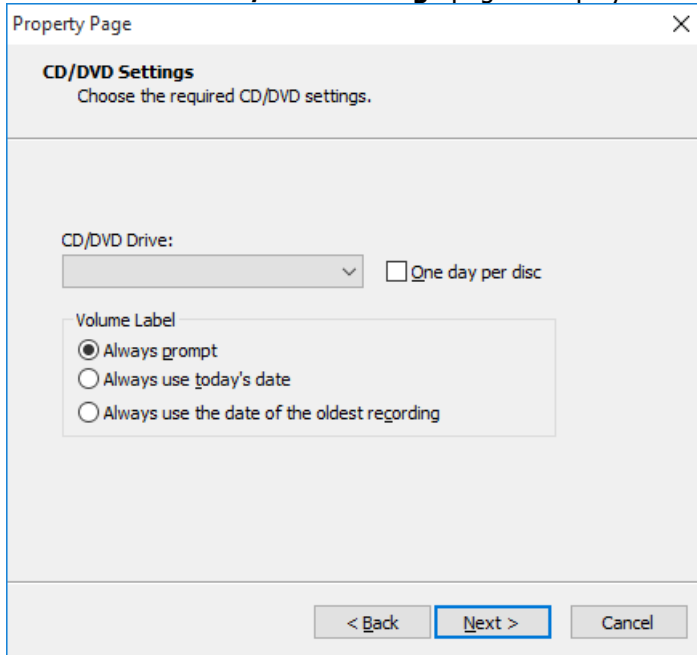 Property Page
CD/DVD Settings
Choose the required CD/DVD settings.
CD/DVD Drive:
One day per disc
Volume Label
Always prompt
Always use today's date
Always use the date of the oldest recording
< Back Next > Cancel